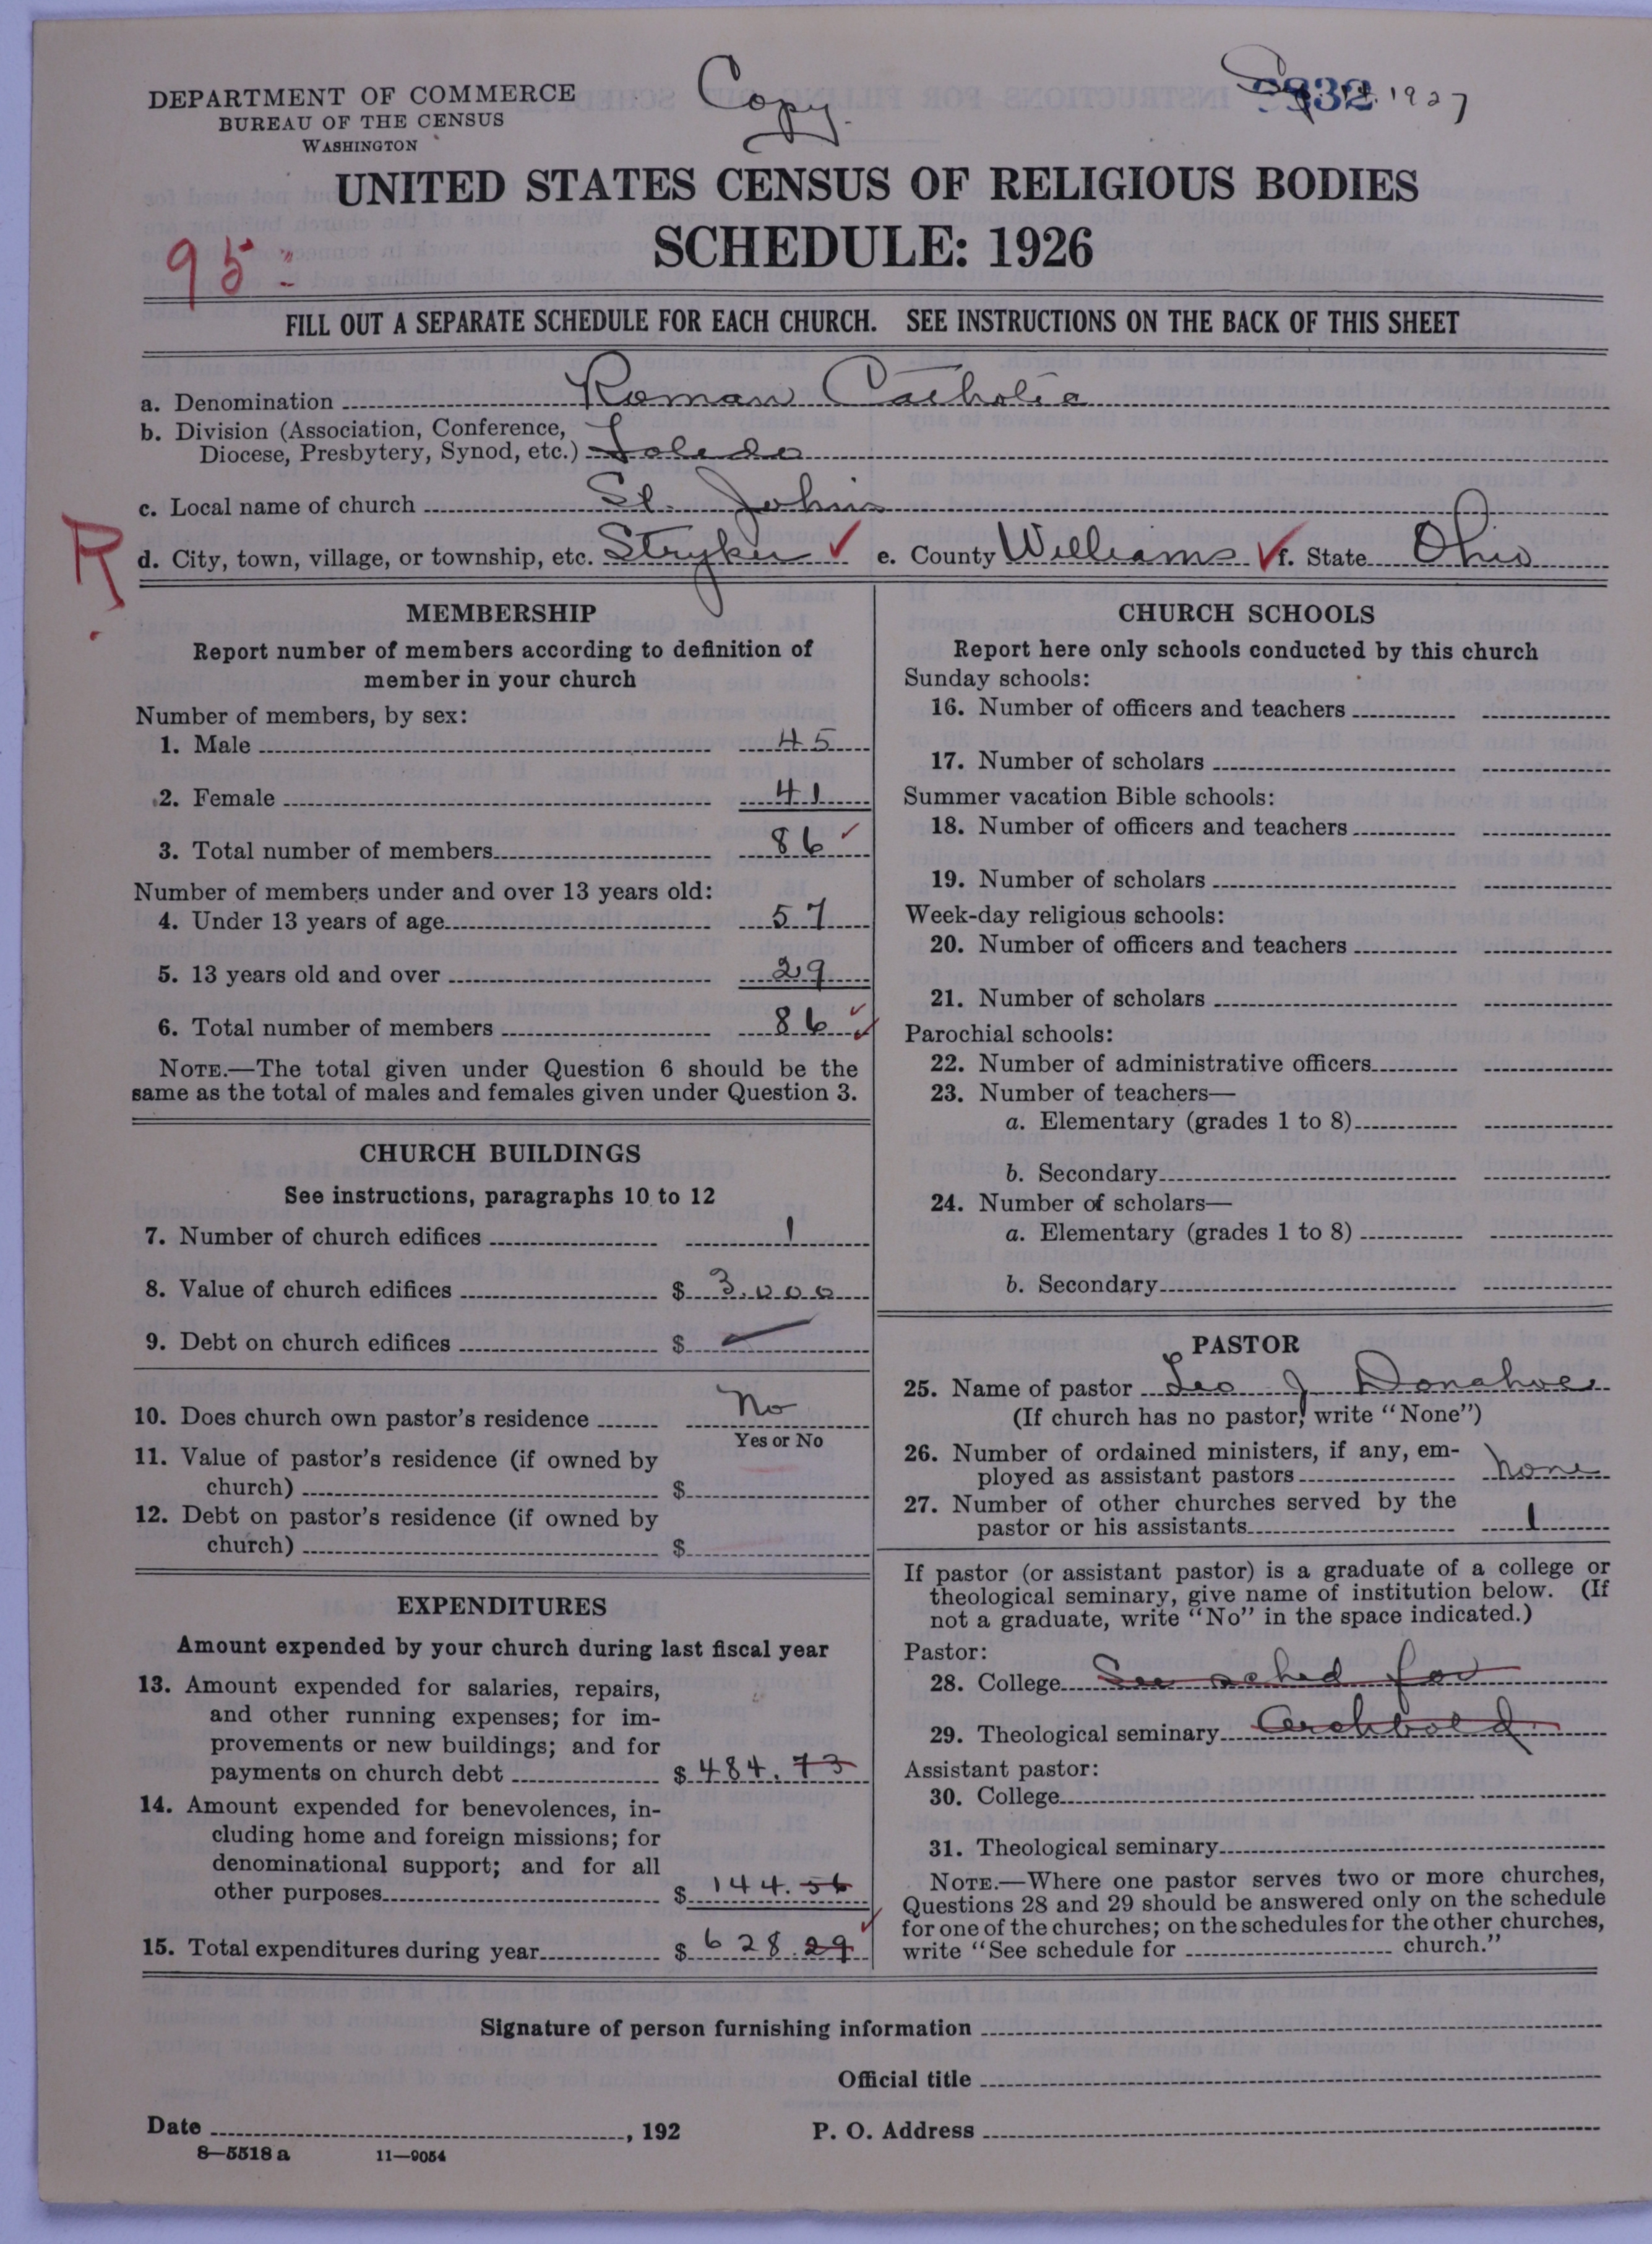 Copy.
DEPARTMENT OF COMMERCE
BUREAU OF THE CENSUS
WASHINGTON
1927
UNITED STATES CENSUS OF RELIGIOUS BODIES
SCHEDULE: 1926
95
FILL OUT A SEPARATE SCHEDULE FOR EACH CHURCH. SEE INSTRUCTIONS ON THE BACK OF THIS SHEET
a. Denomination Roman Catholic
b. Division (Association, Conference,
Diocese, Presbytery, Synod, etc.) Toledo
c. Local name of church St. John's
R
d. City, town, village, or township, etc. Stryker ✓ e. County Williams ✓ f. State Ohio
MEMBERSHIP
Report number of members according to definition of
member in your church
Number of members, by sex:
1. Male 45
2. Female 41
3. Total number of members 86 ✓
Number of members under and over 13 years old:
4. Under 13 years of age 57
5. 13 years old and over 29
6. Total number of members 86 ✓
NOTE.—The total given under Question 6 should be the
same as the total of males and females given under Question 3.
CHURCH BUILDINGS
See instructions, paragraphs 10 to 12
7. Number of church edifices 1
8. Value of church edifices $ 3,000
9. Debt on church edifices $ —
10. Does church own pastor's residence No
Yes or No
11. Value of pastor's residence (if owned by
church) $
12. Debt on pastor's residence (if owned by
church) $
EXPENDITURES
Amount expended by your church during last fiscal year
13. Amount expended for salaries, repairs,
and other running expenses; for im-
provements or new buildings; and for
payments on church debt $ 484.73
14. Amount expended for benevolences, in-
cluding home and foreign missions; for
denominational support; and for all
other purposes $ 144.56
15. Total expenditures during year $ 628.29 ✓
CHURCH SCHOOLS
Report here only schools conducted by this church
Sunday schools:
16. Number of officers and teachers
17. Number of scholars
Summer vacation Bible schools:
18. Number of officers and teachers
19. Number of scholars
Week-day religious schools:
20. Number of officers and teachers
21. Number of scholars
Parochial schools:
22. Number of administrative officers
23. Number of teachers—
a. Elementary (grades 1 to 8)
b. Secondary
24. Number of scholars—
a. Elementary (grades 1 to 8)
b. Secondary
PASTOR
25. Name of pastor Leo J Donahue
(If church has no pastor, write "None")
26. Number of ordained ministers, if any, em-
ployed as assistant pastors None
27. Number of other churches served by the
pastor or his assistants 1
If pastor (or assistant pastor) is a graduate of a college or
theological seminary, give name of institution below. (If
not a graduate, write "No" in the space indicated.)
Pastor:
28. College See sched for
29. Theological seminary Archbold
Assistant pastor:
30. College
31. Theological seminary
NOTE.—Where one pastor serves two or more churches,
Questions 28 and 29 should be answered only on the schedule
for one of the churches; on the schedules for the other churches,
write "See schedule for church."
Signature of person furnishing information
Official title
Date , 192 P. O. Address
8—5518 a 11—9054